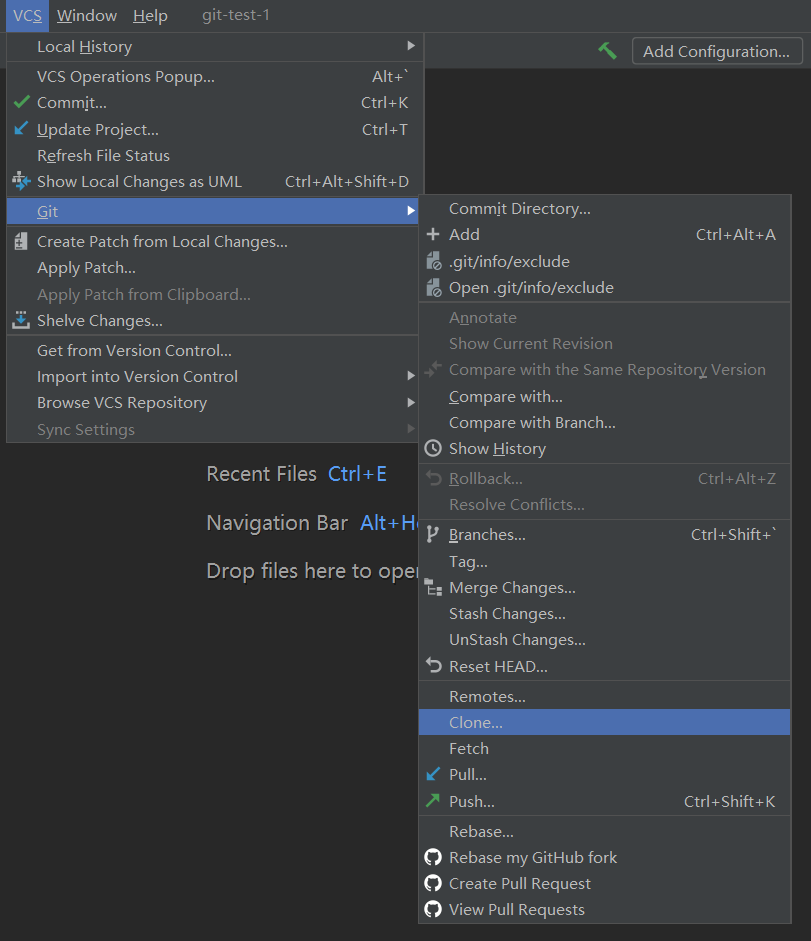 VCS Window Help git-test-1
Add Configuration...
Local History
VCS Operations Popup... Alt+`
Commit... Ctrl+K
Update Project... Ctrl+T
Refresh File Status
Show Local Changes as UML Ctrl+Alt+Shift+D
Git
Create Patch from Local Changes...
Apply Patch...
Apply Patch from Clipboard...
Shelve Changes...
Get from Version Control...
Import into Version Control
Browse VCS Repository
Sync Settings
Commit Directory...
Add Ctrl+Alt+A
.git/info/exclude
Open .git/info/exclude
Annotate
Show Current Revision
Compare with the Same Repository Version
Compare with...
Compare with Branch...
Show History
Rollback... Ctrl+Alt+Z
Resolve Conflicts...
Branches... Ctrl+Shift+`
Tag...
Merge Changes...
Stash Changes...
UnStash Changes...
Reset HEAD...
Remotes...
Clone...
Fetch
Pull...
Push... Ctrl+Shift+K
Rebase...
Rebase my GitHub fork
Create Pull Request
View Pull Requests
Recent Files Ctrl+E
Navigation Bar Alt+H
Drop files here to